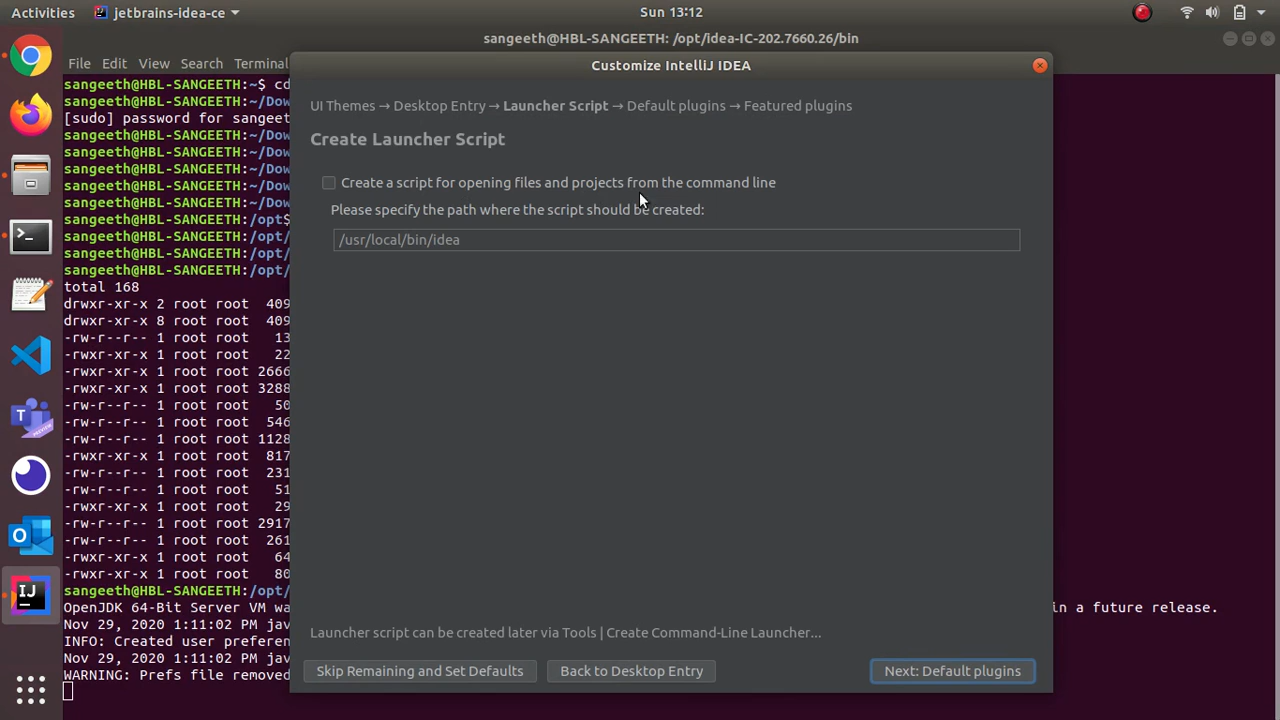 Activities
jetbrains-idea-ce
Sun 13:12
sangeeth@HBL-SANGEETH: /opt/idea-IC-202.7660.26/bin
File Edit View Search Terminal
Customize IntelliJ IDEA
UI Themes → Desktop Entry → Launcher Script → Default plugins → Featured plugins
Create Launcher Script
Create a script for opening files and projects from the command line
Please specify the path where the script should be created:
/usr/local/bin/idea
Launcher script can be created later via Tools | Create Command-Line Launcher...
Skip Remaining and Set Defaults
Back to Desktop Entry
Next: Default plugins
sangeeth@HBL-SANGEETH:~$ cd
[sudo] password for sangeet
sangeeth@HBL-SANGEETH:~/Dow
sangeeth@HBL-SANGEETH:~/Dow
sangeeth@HBL-SANGEETH:~/Dow
sangeeth@HBL-SANGEETH:~/Dow
sangeeth@HBL-SANGEETH:~/Dow
sangeeth@HBL-SANGEETH:/opt$
sangeeth@HBL-SANGEETH:/opt/
sangeeth@HBL-SANGEETH:/opt/
sangeeth@HBL-SANGEETH:/opt/
total 168
drwxr-xr-x 2 root root 409
drwxr-xr-x 8 root root 409
-rw-r--r-- 1 root root 13
-rwxr-xr-x 1 root root 22
-rwxr-xr-x 1 root root 2666
-rwxr-xr-x 1 root root 3288
-rw-r--r-- 1 root root 50
-rw-r--r-- 1 root root 546
-rwxr-xr-x 1 root root 1128
-rwxr-xr-x 1 root root 817
-rw-r--r-- 1 root root 231
-rw-r--r-- 1 root root 51
-rwxr-xr-x 1 root root 29
-rw-r--r-- 1 root root 2917
-rw-r--r-- 1 root root 261
-rwxr-xr-x 1 root root 64
-rwxr-xr-x 1 root root 80
sangeeth@HBL-SANGEETH:/opt/
OpenJDK 64-Bit Server VM wa
in a future release.
Nov 29, 2020 1:11:02 PM jav
INFO: Created user preferen
Nov 29, 2020 1:11:02 PM jav
WARNING: Prefs file removed
PREVIEW
IJ